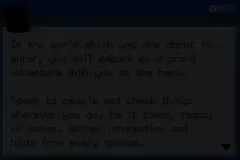 NEXT
In the world which you are about to
enter, you will embark on a grand
adventure with you as the hero.
Speak to people and check things
wherever you go, be it towns, roads,
or caves. Gather information and
hints from every source.